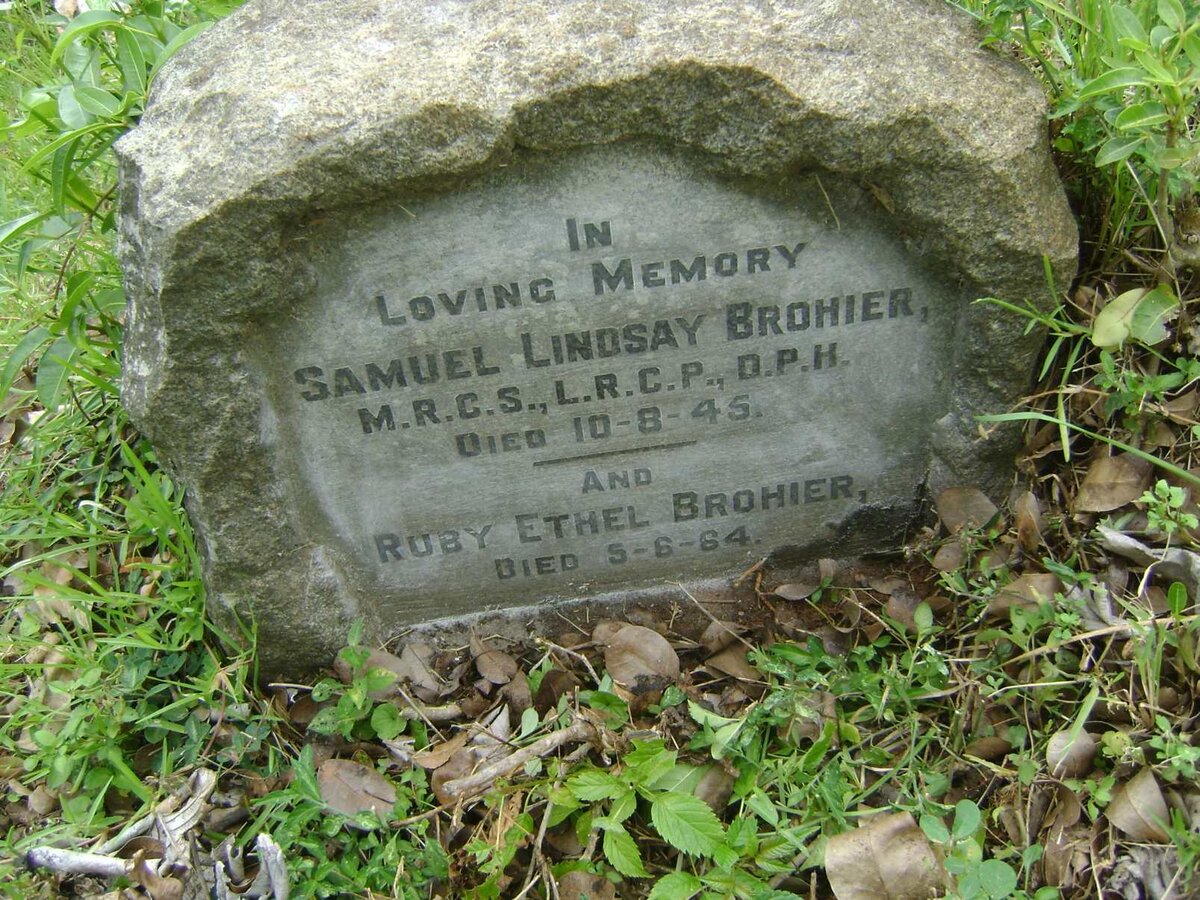 In
Loving Memory
Samuel Lindsay Brohier,
M.R.C.S., L.R.C.P., D.P.H.
Died 10-8-45.
And
Ruby Ethel Brohier,
Died 5-6-64.